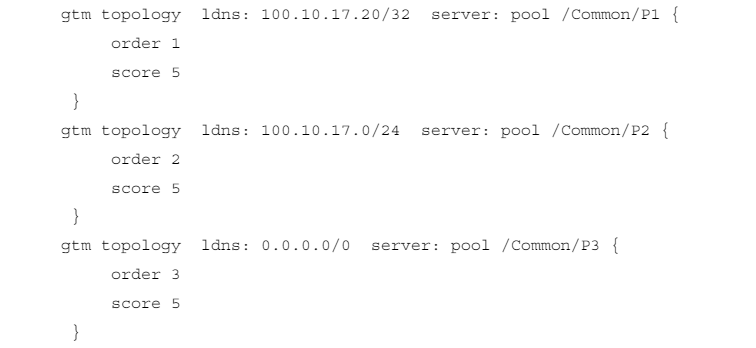 gtm topology  ldns: 100.10.17.20/32  server: pool /Common/P1 {
     order 1
     score 5
 }
gtm topology  ldns: 100.10.17.0/24  server: pool /Common/P2 {
     order 2
     score 5
 }
gtm topology  ldns: 0.0.0.0/0  server: pool /Common/P3 {
     order 3
     score 5
 }